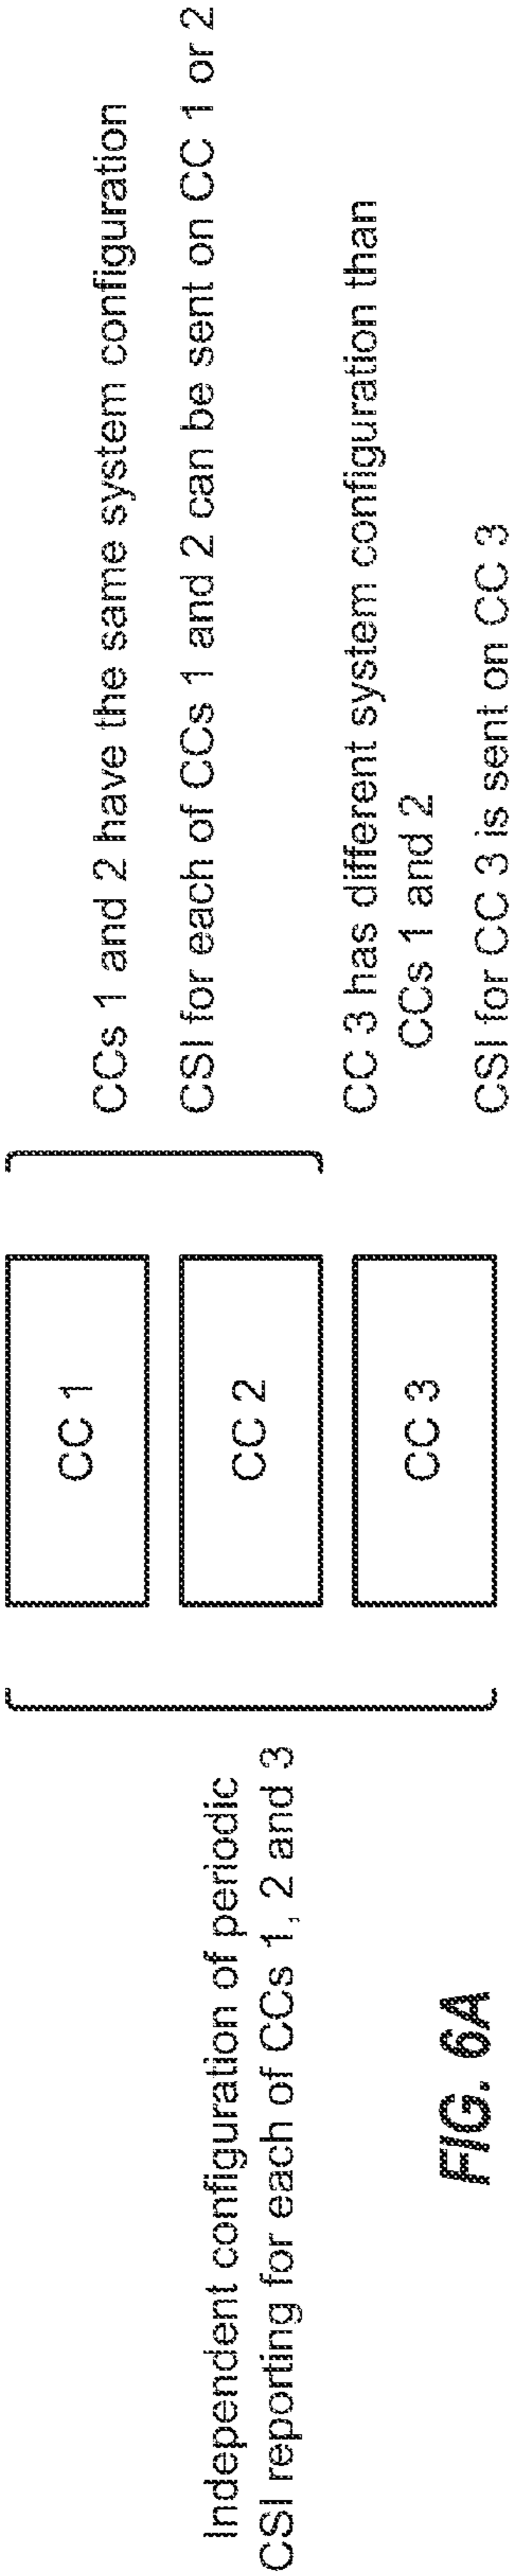 Independent configuration of periodic
CSI reporting for each of CCs 1, 2 and 3
CC 1
CC 2
CC 3
CCs 1 and 2 have the same system configuration
CSI for each of CCs 1 and 2 can be sent on CC 1 or 2
CC 3 has different system configuration than
CCs 1 and 2
CSI for CC 3 is sent on CC 3
FIG. 6A